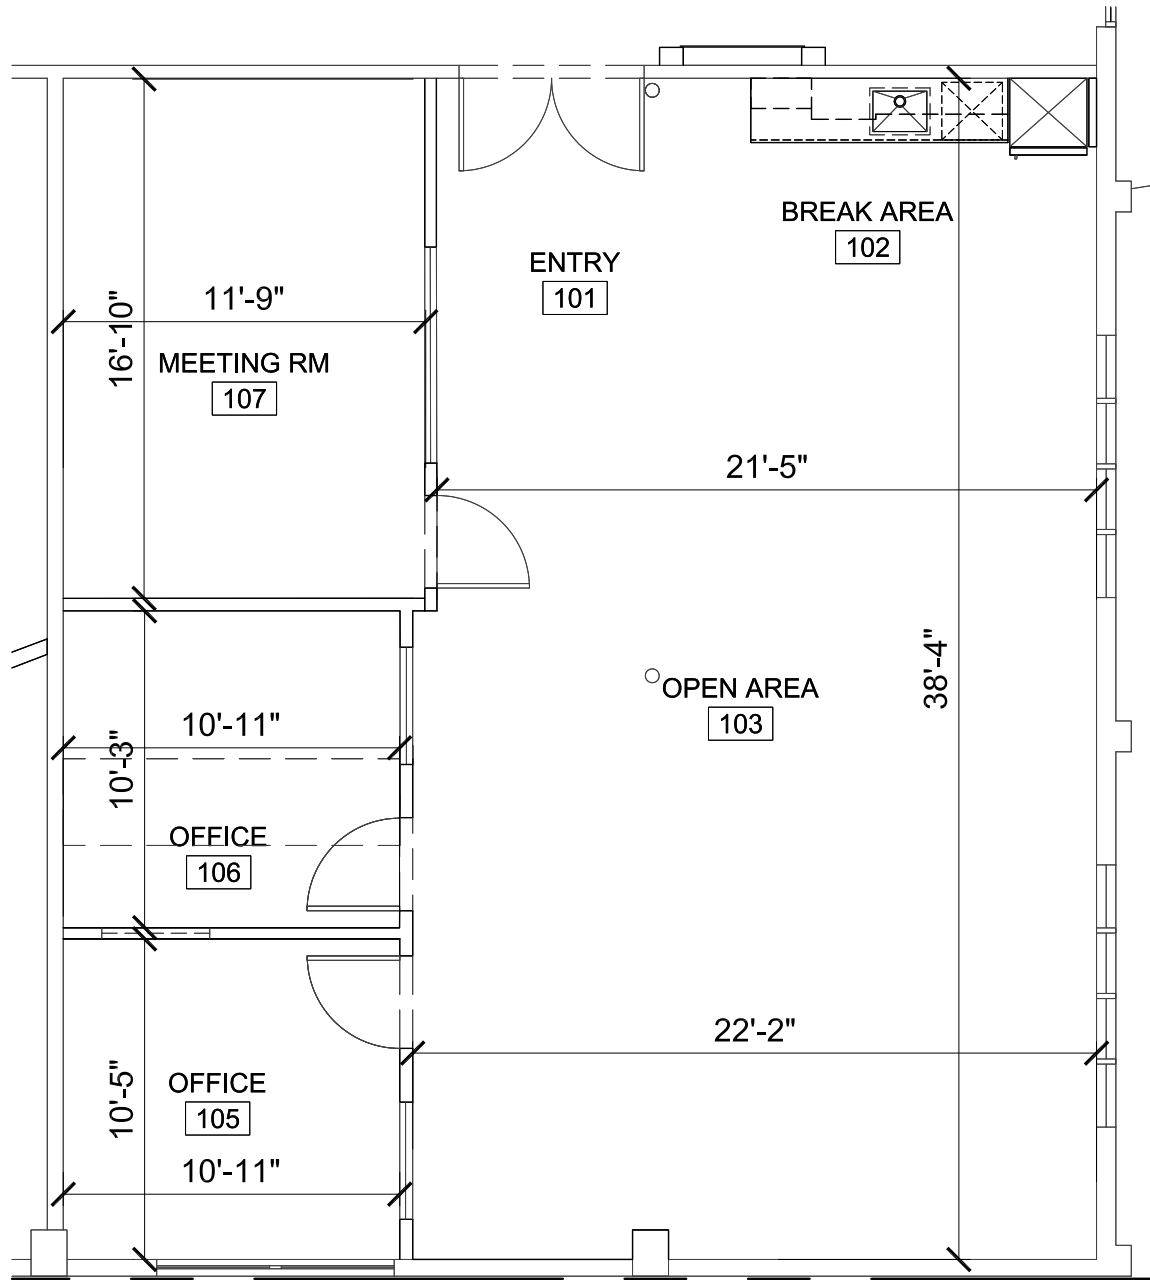 BREAK AREA
102
ENTRY
101
11'-9"
16'-10"
MEETING RM
107
21'-5"
38'-4"
OPEN AREA
103
10'-11"
10'-3"
OFFICE
106
22'-2"
10'-5"
OFFICE
105
10'-11"